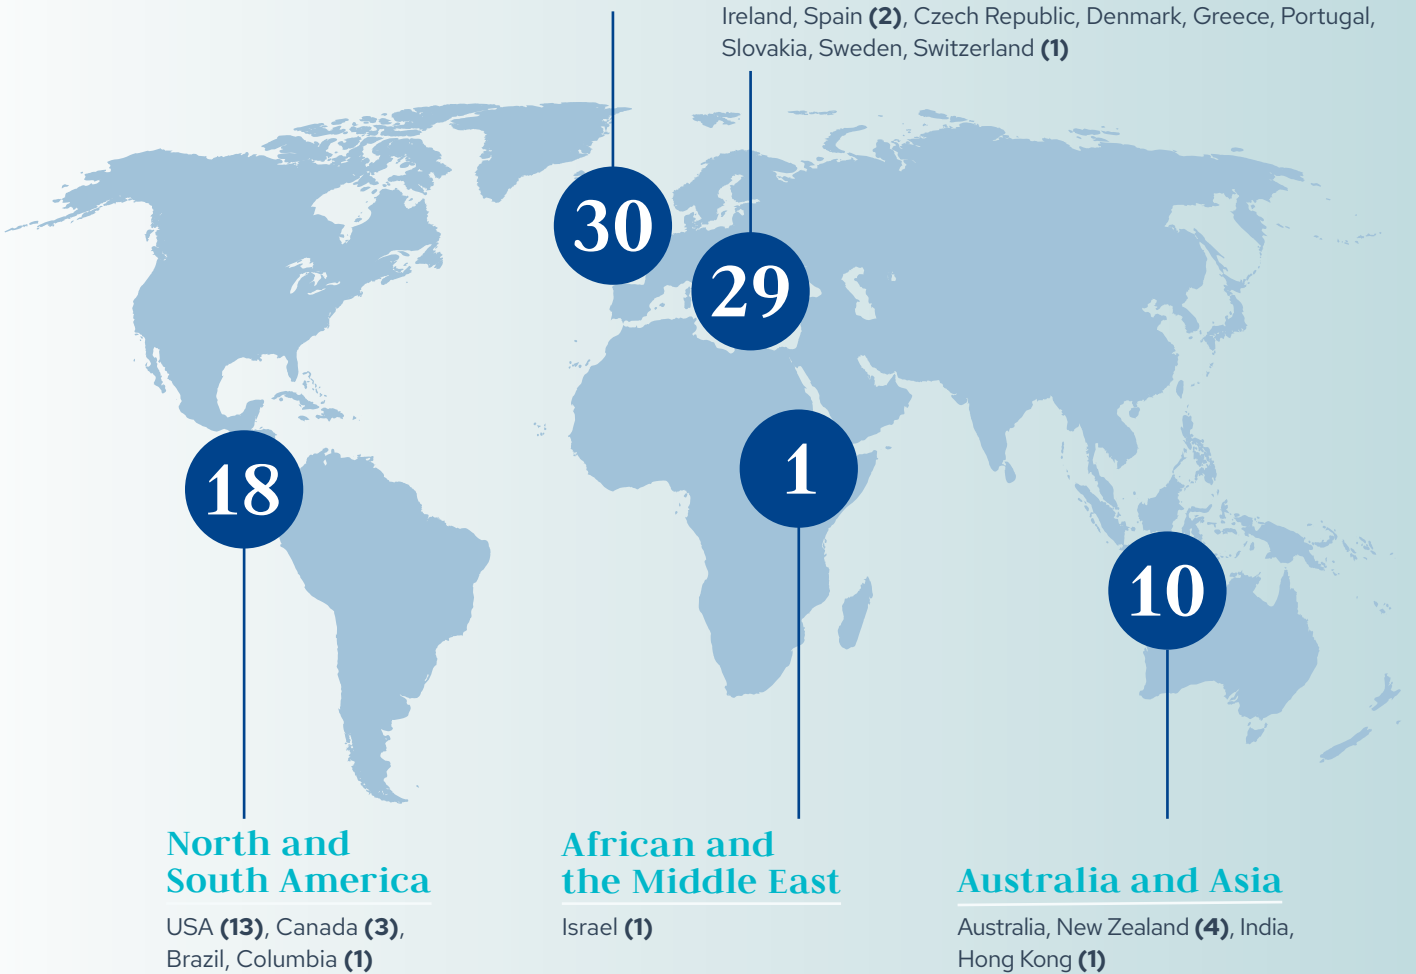 Ireland, Spain (2), Czech Republic, Denmark, Greece, Portugal,
Slovakia, Sweden, Switzerland (1)
30
29
18
1
10
North and
South America
USA (13), Canada (3),
Brazil, Columbia (1)
African and
the Middle East
Israel (1)
Australia and Asia
Australia, New Zealand (4), India,
Hong Kong (1)